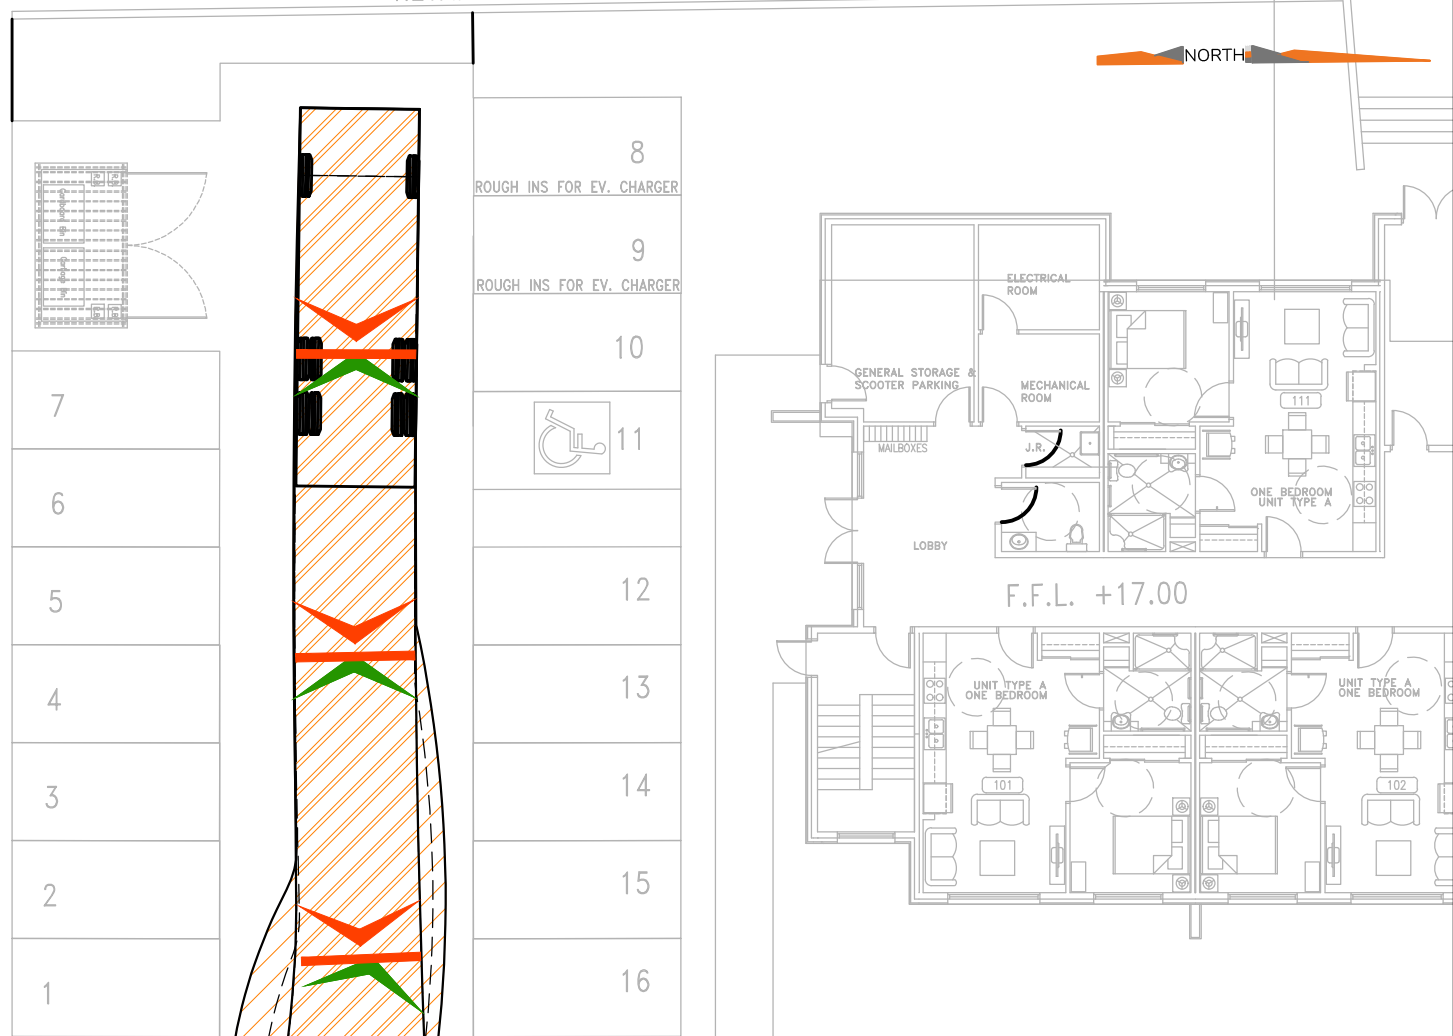 NORTH
8
ROUGH INS FOR EV. CHARGER
9
ROUGH INS FOR EV. CHARGER
10
11
12
13
14
15
16
7
6
5
4
3
2
1
ELECTRICAL
ROOM
GENERAL STORAGE &
SCOOTER PARKING
MECHANICAL
ROOM
MAILBOXES
J.R.
LOBBY
111
ONE BEDROOM
UNIT TYPE A
F.F.L. +17.00
UNIT TYPE A
ONE BEDROOM
101
UNIT TYPE A
ONE BEDROOM
102